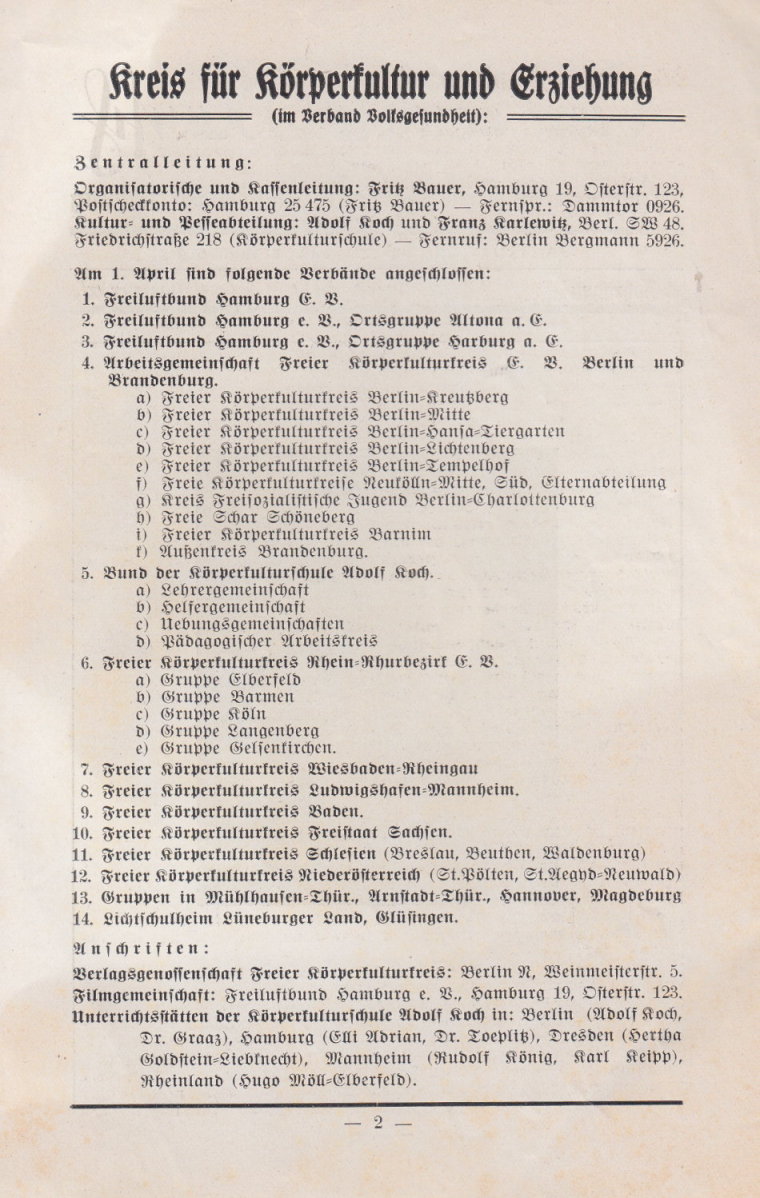 Kreis für Körperkultur und Erziehung
(im Verband Volksgesundheit):
Zentralleitung:
Organisatorische und Kassenleitung: Fritz Bauer, Hamburg 19, Osterstr. 123,
Postscheckkonto: Hamburg 25 475 (Fritz Bauer) — Fernspr.: Dammtor 0926.
Kultur- und Pesseabteilung: Adolf Koch und Franz Karlewitz, Berl. SW 48.
Friedrichstraße 218 (Körperkulturschule) — Fernruf: Berlin Bergmann 5926.
Am 1. April sind folgende Verbände angeschlossen:
1. Freiluftbund Hamburg E. V.
2. Freiluftbund Hamburg e. V., Ortsgruppe Altona a. E.
3. Freiluftbund Hamburg e. V., Ortsgruppe Harburg a. E.
4. Arbeitsgemeinschaft Freier Körperkulturkreis E. V. Berlin und
Brandenburg.
a) Freier Körperkulturkreis Berlin-Kreutzberg
b) Freier Körperkulturkreis Berlin-Mitte
c) Freier Körperkulturkreis Berlin-Hansa-Tiergarten
d) Freier Körperkulturkreis Berlin-Lichtenberg
e) Freier Körperkulturkreis Berlin-Tempelhof
f) Freie Körperkulturkreise Neukölln-Mitte, Süd, Elternabteilung
g) Kreis Freisozialistische Jugend Berlin-Charlottenburg
h) Freie Schar Schöneberg
i) Freier Körperkulturkreis Barnim
k) Außenkreis Brandenburg.
5. Bund der Körperkulturschule Adolf Koch.
a) Lehrergemeinschaft
b) Helfergemeinschaft
c) Uebungsgemeinschaften
d) Pädagogischer Arbeitskreis
6. Freier Körperkulturkreis Rhein-Rhurbezirk E. V.
a) Gruppe Elberfeld
b) Gruppe Barmen
c) Gruppe Köln
d) Gruppe Langenberg
e) Gruppe Gelsenkirchen.
7. Freier Körperkulturkreis Wiesbaden-Rheingau
8. Freier Körperkulturkreis Ludwigshafen-Mannheim.
9. Freier Körperkulturkreis Baden.
10. Freier Körperkulturkreis Freistaat Sachsen.
11. Freier Körperkulturkreis Schlesien (Breslau, Beuthen, Waldenburg)
12. Freier Körperkulturkreis Niederösterreich (St.Pölten, St.Aegyd-Neuwald)
13. Gruppen in Mühlhausen-Thür., Arnstadt-Thür., Hannover, Magdeburg
14. Lichtschulheim Lüneburger Land, Glüsingen.
Anschriften:
Verlagsgenossenschaft Freier Körperkulturkreis: Berlin N, Weinmeisterstr. 5.
Filmgemeinschaft: Freiluftbund Hamburg e. V., Hamburg 19, Osterstr. 123.
Unterrichtsstätten der Körperkulturschule Adolf Koch in: Berlin (Adolf Koch,
Dr. Graaz), Hamburg (Elli Adrian, Dr. Toeplitz), Dresden (Hertha
Goldstein-Liebknecht), Mannheim (Rudolf König, Karl Keipp),
Rheinland (Hugo Möll-Elberfeld).
— 2 —